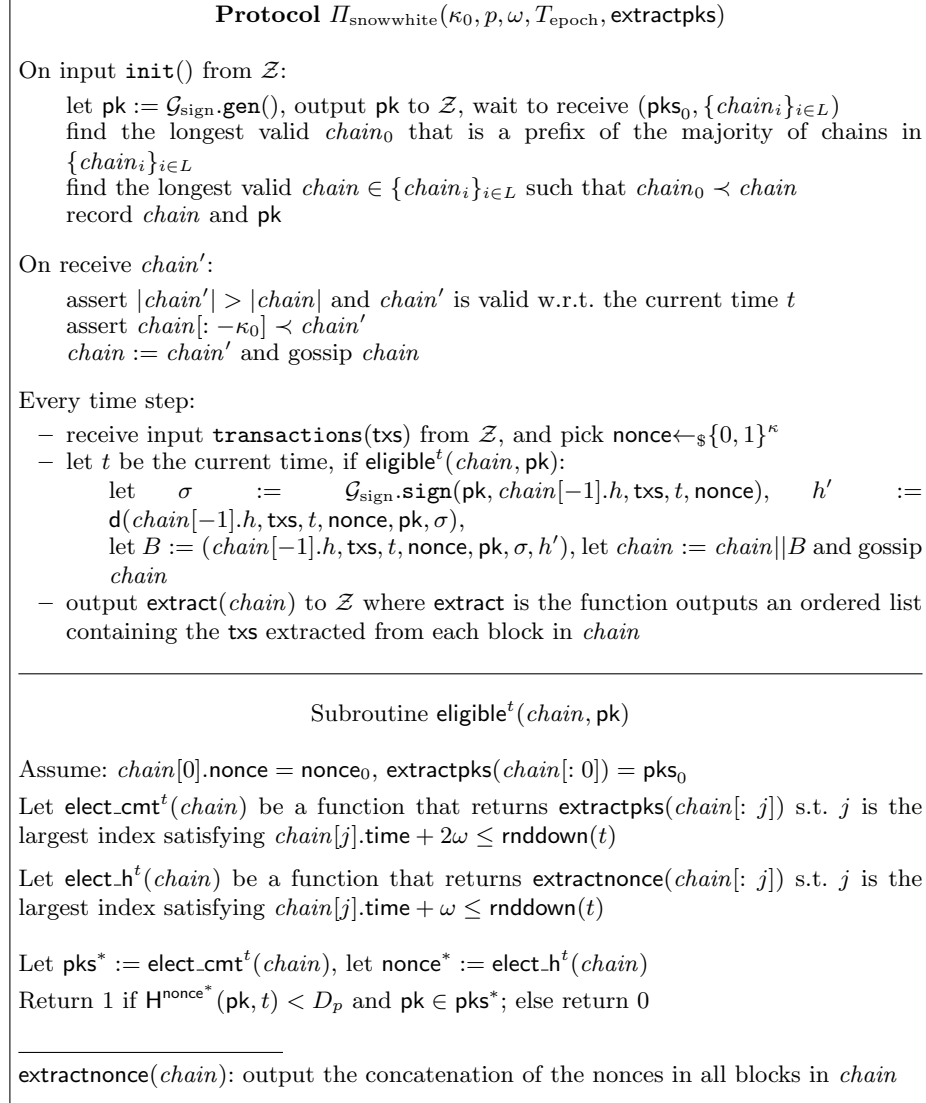 Protocol Π_snowwhite(κ₀, p, ω, T_epoch, extractpks)
On input init() from 𝒵:
let pk := 𝒢_sign.gen(), output pk to 𝒵, wait to receive (pks₀, {chain_i}_{i∈L})
find the longest valid chain₀ that is a prefix of the majority of chains in
{chain_i}_{i∈L}
find the longest valid chain ∈ {chain_i}_{i∈L} such that chain₀ ≺ chain
record chain and pk
On receive chain′:
assert |chain′| > |chain| and chain′ is valid w.r.t. the current time t
assert chain[: −κ₀] ≺ chain′
chain := chain′ and gossip chain
Every time step:
– receive input transactions(txs) from 𝒵, and pick nonce←$ {0, 1}^κ
– let t be the current time, if eligible^t(chain, pk):
let σ := 𝒢_sign.sign(pk, chain[−1].h, txs, t, nonce), h′ :=
d(chain[−1].h, txs, t, nonce, pk, σ),
let B := (chain[−1].h, txs, t, nonce, pk, σ, h′), let chain := chain||B and gossip
chain
– output extract(chain) to 𝒵 where extract is the function outputs an ordered list
containing the txs extracted from each block in chain
Subroutine eligible^t(chain, pk)
Assume: chain[0].nonce = nonce₀, extractpks(chain[: 0]) = pks₀
Let elect_cmt^t(chain) be a function that returns extractpks(chain[: j]) s.t. j is the
largest index satisfying chain[j].time + 2ω ≤ rnddown(t)
Let elect_h^t(chain) be a function that returns extractnonce(chain[: j]) s.t. j is the
largest index satisfying chain[j].time + ω ≤ rnddown(t)
Let pks* := elect_cmt^t(chain), let nonce* := elect_h^t(chain)
Return 1 if H^{nonce*}(pk, t) < D_p and pk ∈ pks*; else return 0
extractnonce(chain): output the concatenation of the nonces in all blocks in chain